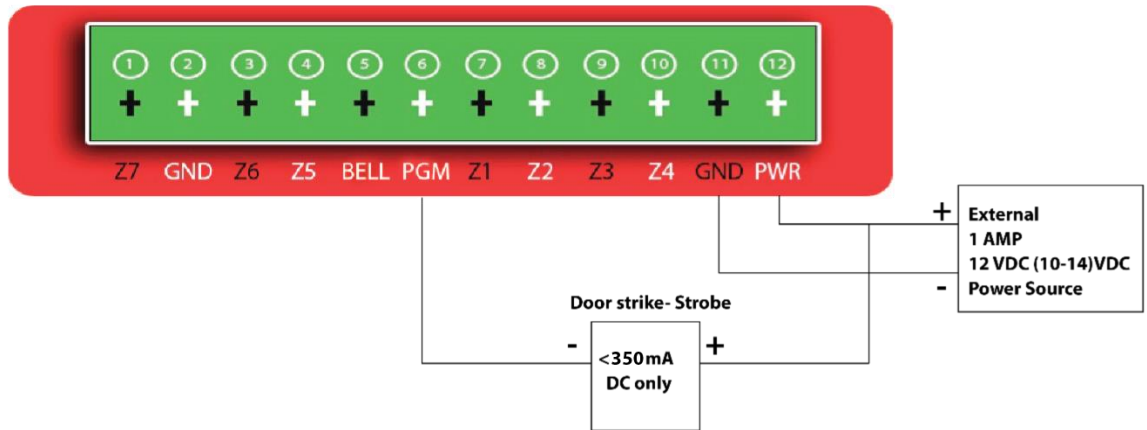 1 2 3 4 5 6 7 8 9 10 11 12
+ + + + + + + + + + + +
Z7 GND Z6 Z5 BELL PGM Z1 Z2 Z3 Z4 GND PWR
+ External
1 AMP
12 VDC (10-14)VDC
- Power Source
Door strike- Strobe
- <350mA +
DC only